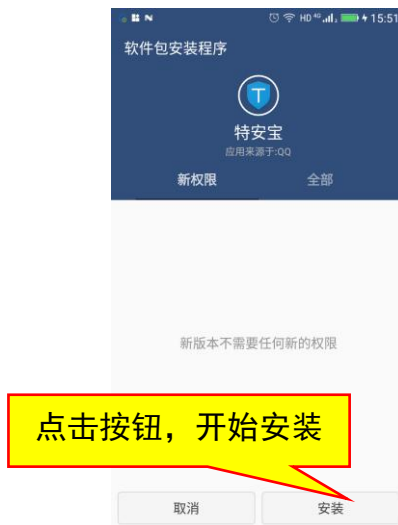 HD 4G 15:51
软件包安装程序
T
特安宝
应用来源于:QQ
新权限 全部
新版本不需要任何新的权限
点击按钮，开始安装
取消 安装